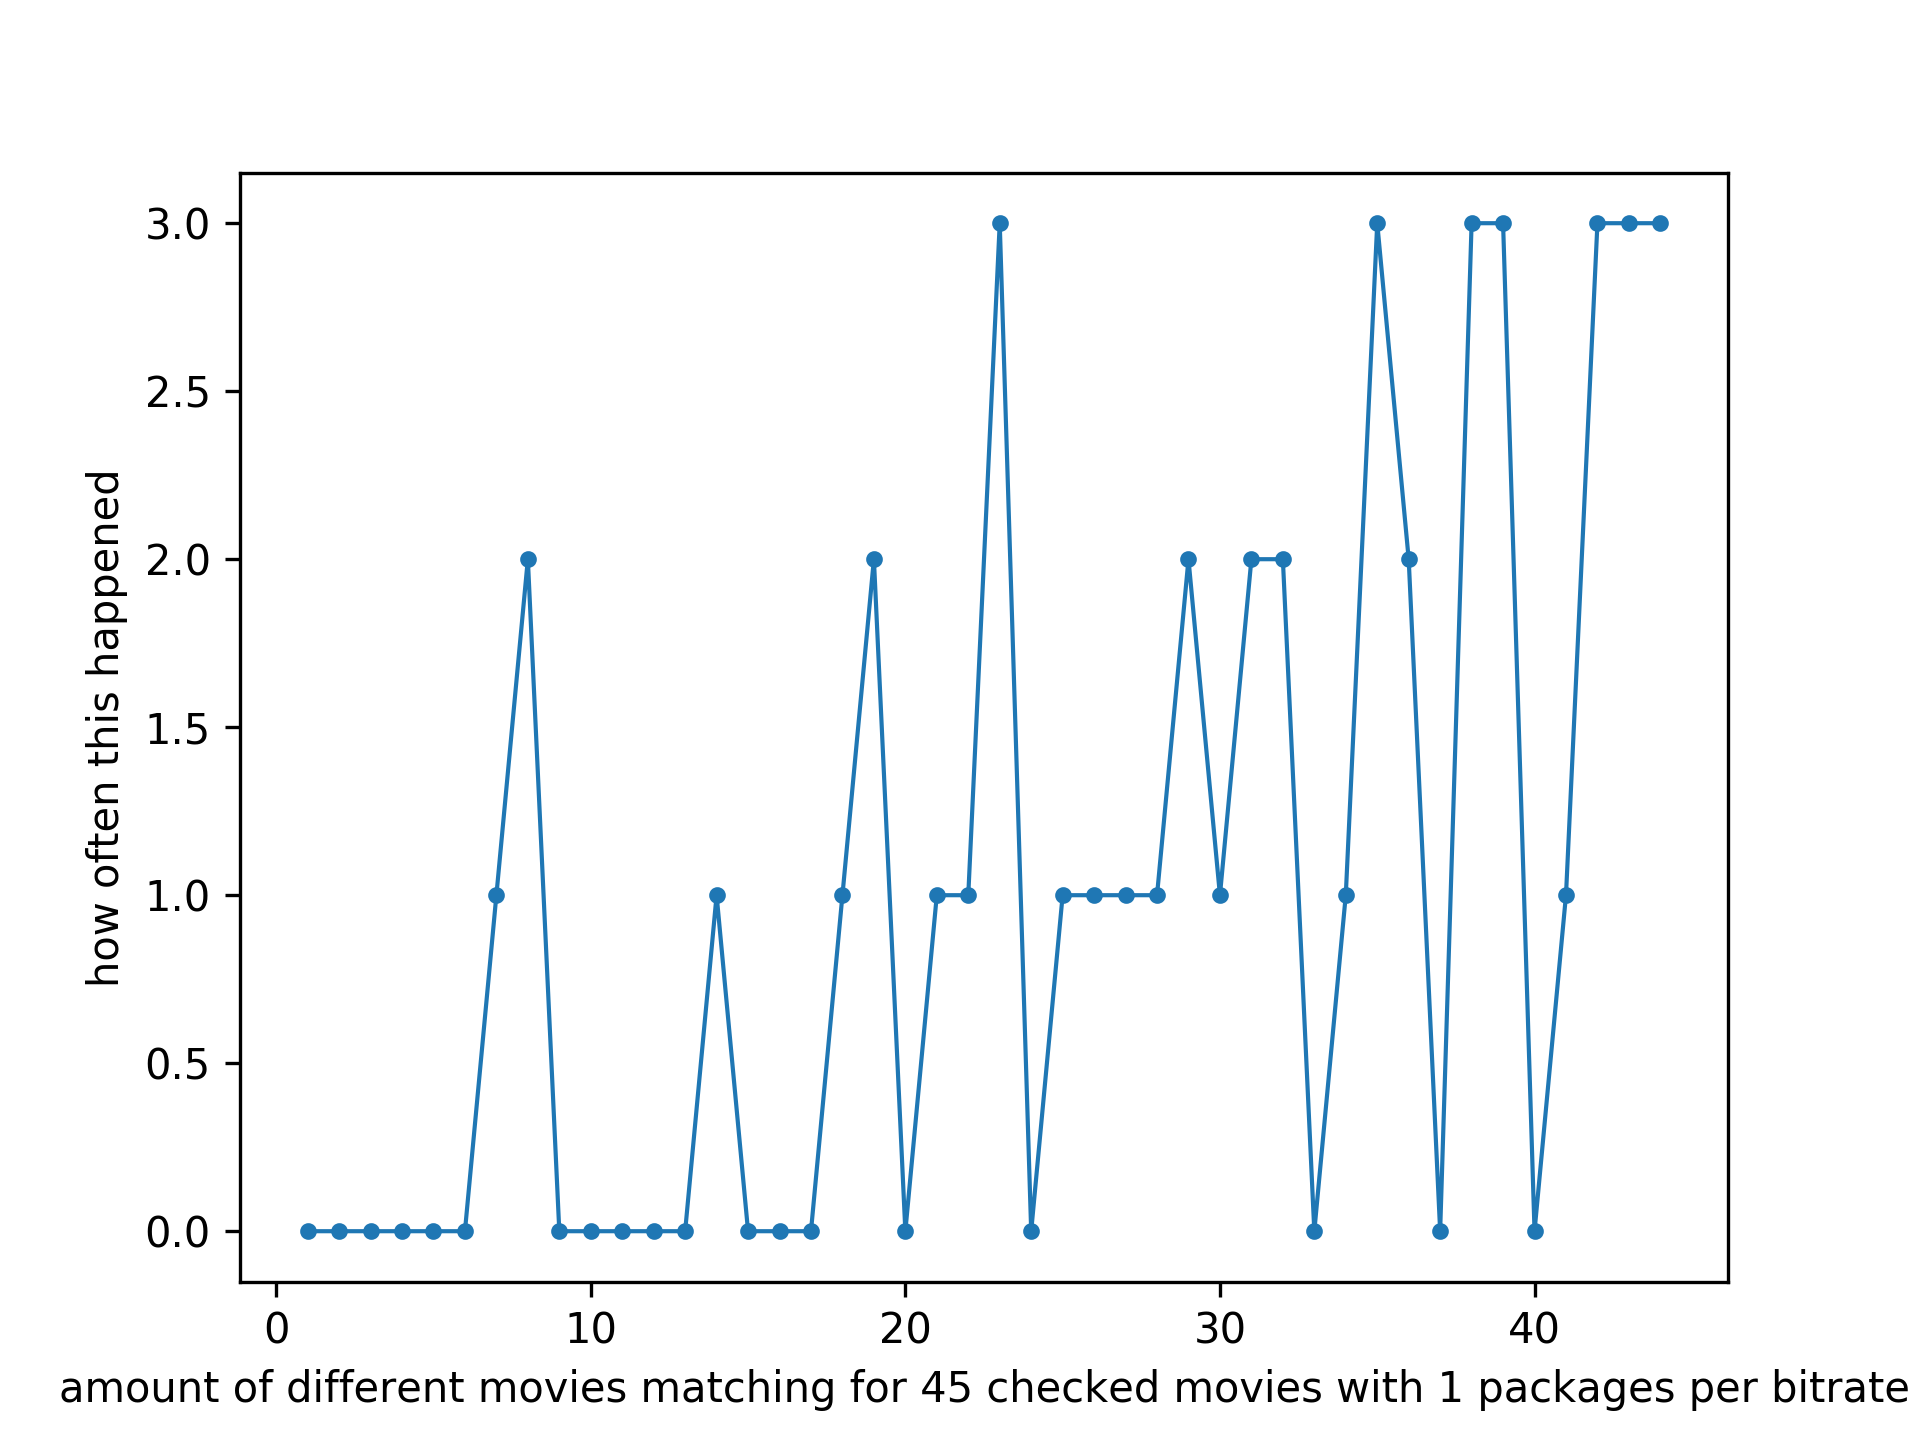 3.0
2.5
2.0
1.5
1.0
0.5
0.0
how often this happened
0 10 20 30 40
amount of different movies matching for 45 checked movies with 1 packages per bitrate